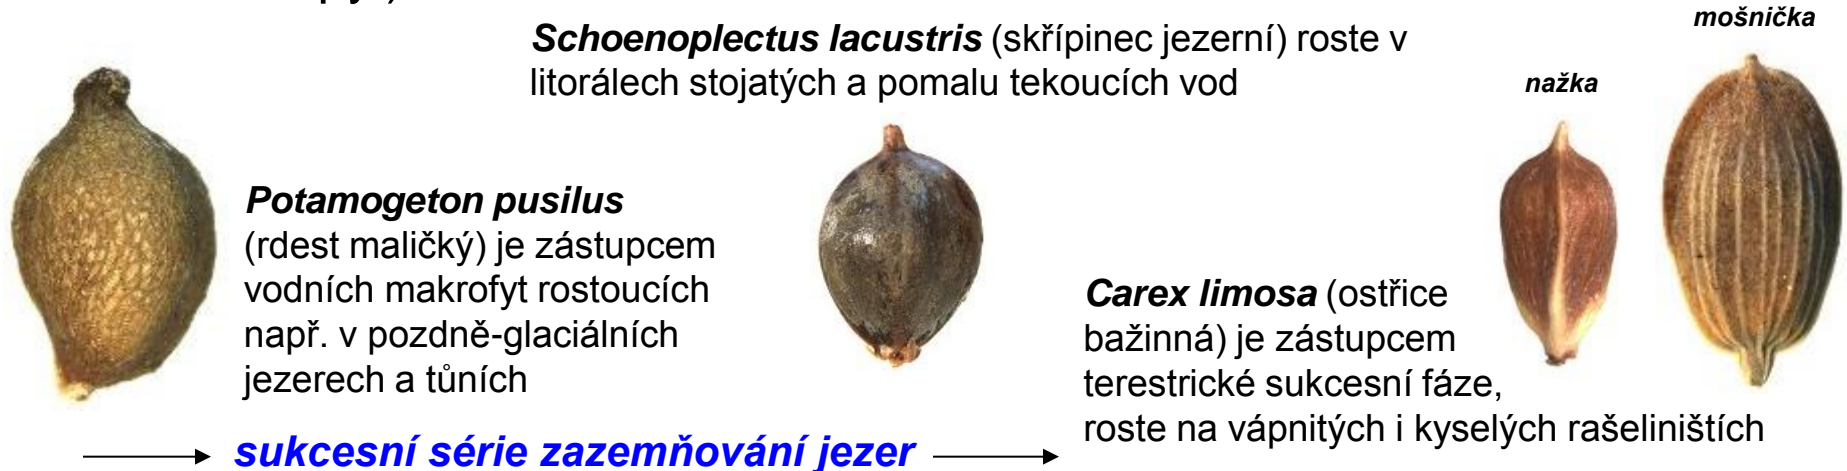 Schoenoplectus lacustris (skřípinec jezerní) roste v
litorálech stojatých a pomalu tekoucích vod
mošnička
nažka
Potamogeton pusilus
(rdest maličký) je zástupcem
vodních makrofyt rostoucích
např. v pozdně-glaciálních
jezerech a tůních
Carex limosa (ostřice
bažinná) je zástupcem
terestrické sukcesní fáze,
roste na vápnitých i kyselých rašeliništích
sukcesní série zazemňování jezer